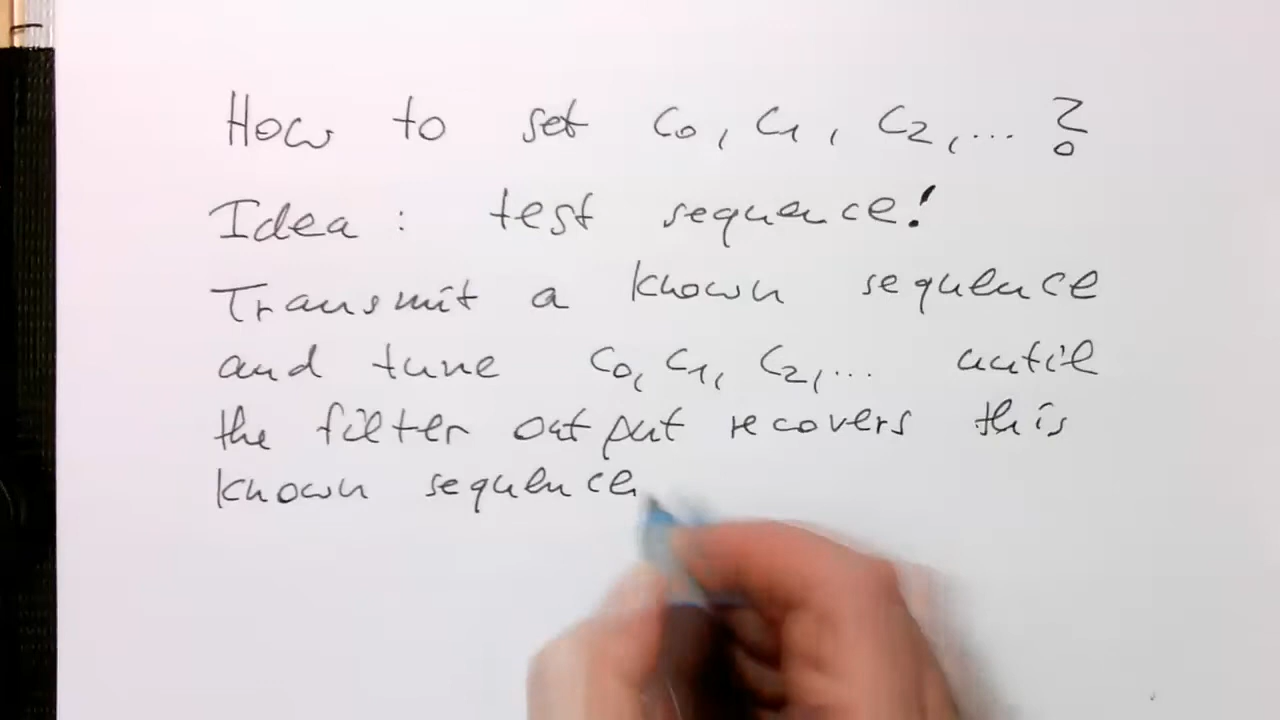 How to set C0, C1, C2, ... ?
Idea: test sequence!
Transmit a known sequence
and tune C0, C1, C2, ... until
the filter output recovers this
known sequence